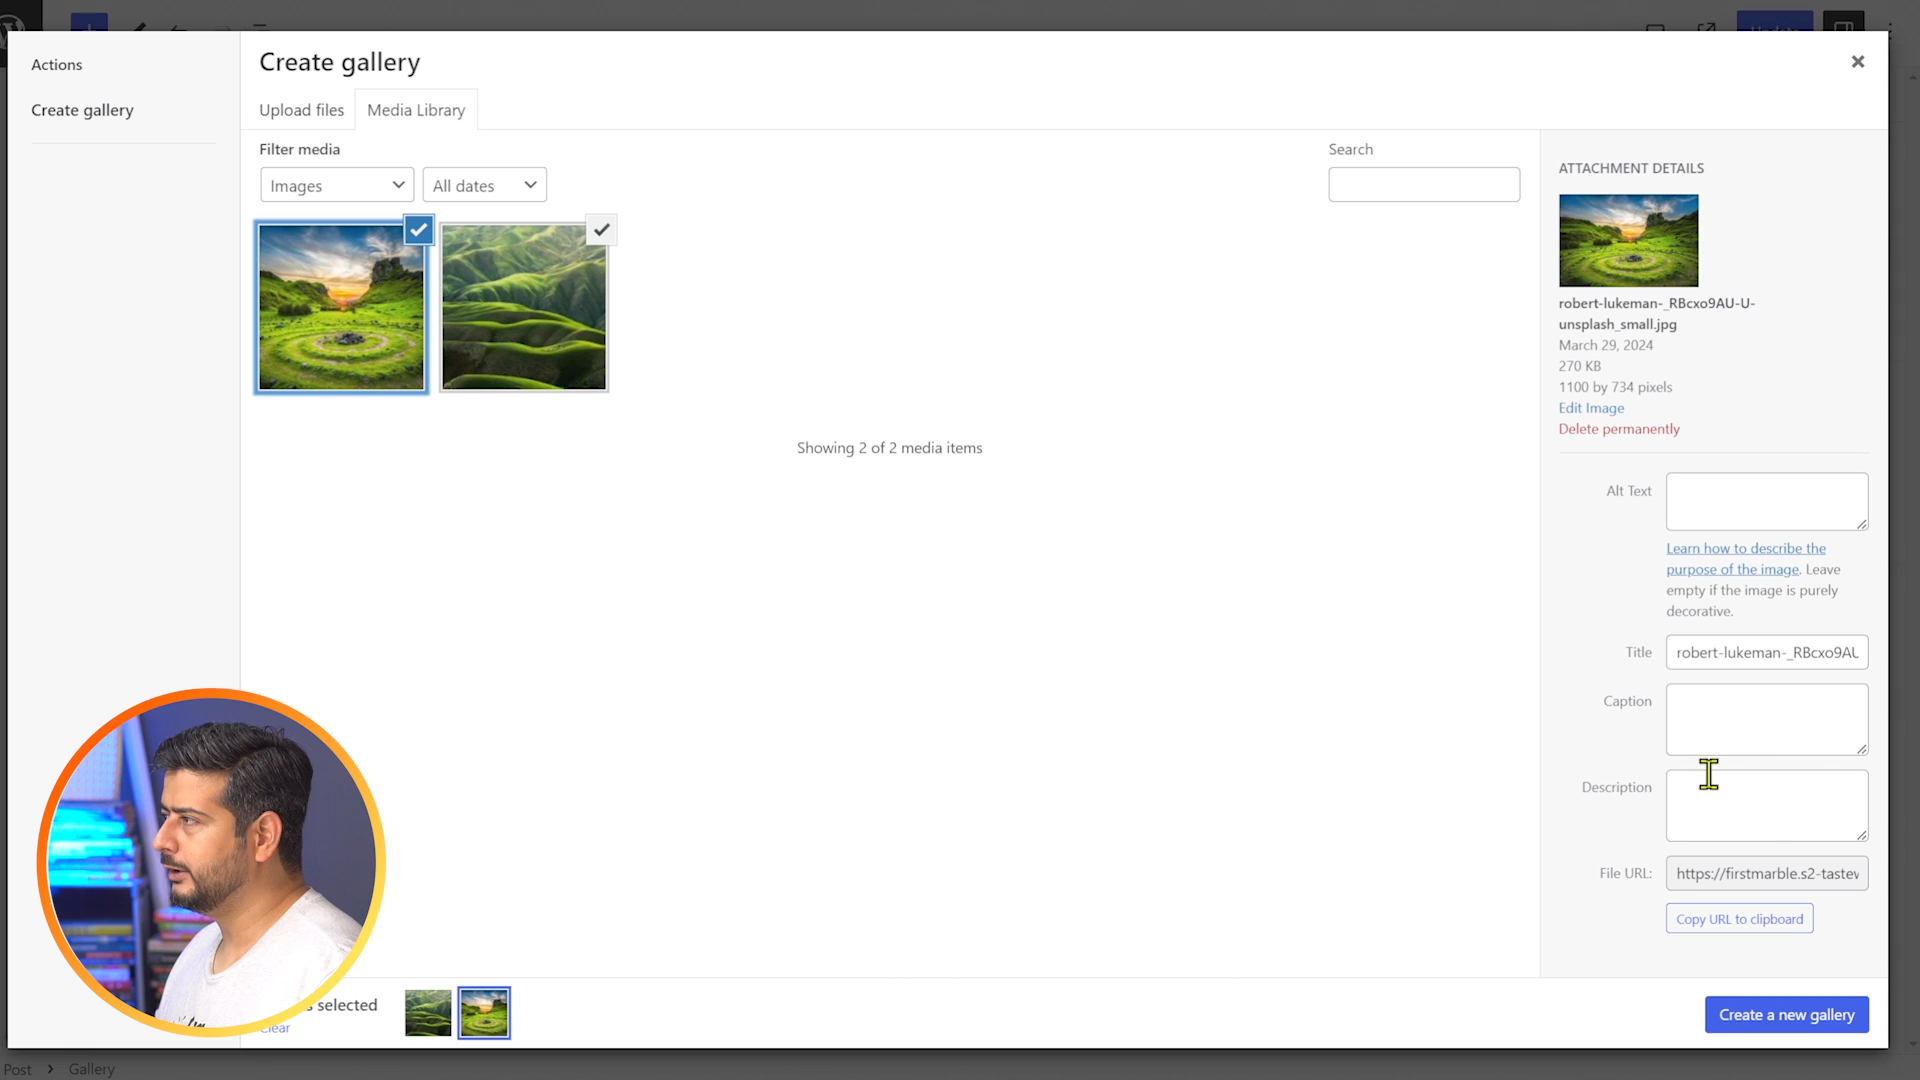 Actions
Create gallery
Create gallery
Upload files
Media Library
Filter media
Images
All dates
Search
Showing 2 of 2 media items
ATTACHMENT DETAILS
robert-lukeman-_RBcxo9AU-U-
unsplash_small.jpg
March 29, 2024
270 KB
1100 by 734 pixels
Edit Image
Delete permanently
Alt Text
Learn how to describe the
purpose of the image. Leave
empty if the image is purely
decorative.
Title
robert-lukeman-_RBcxo9AU
Caption
Description
File URL:
https://firstmarble.s2-tastew
Copy URL to clipboard
selected
Clear
Create a new gallery
Post
Gallery